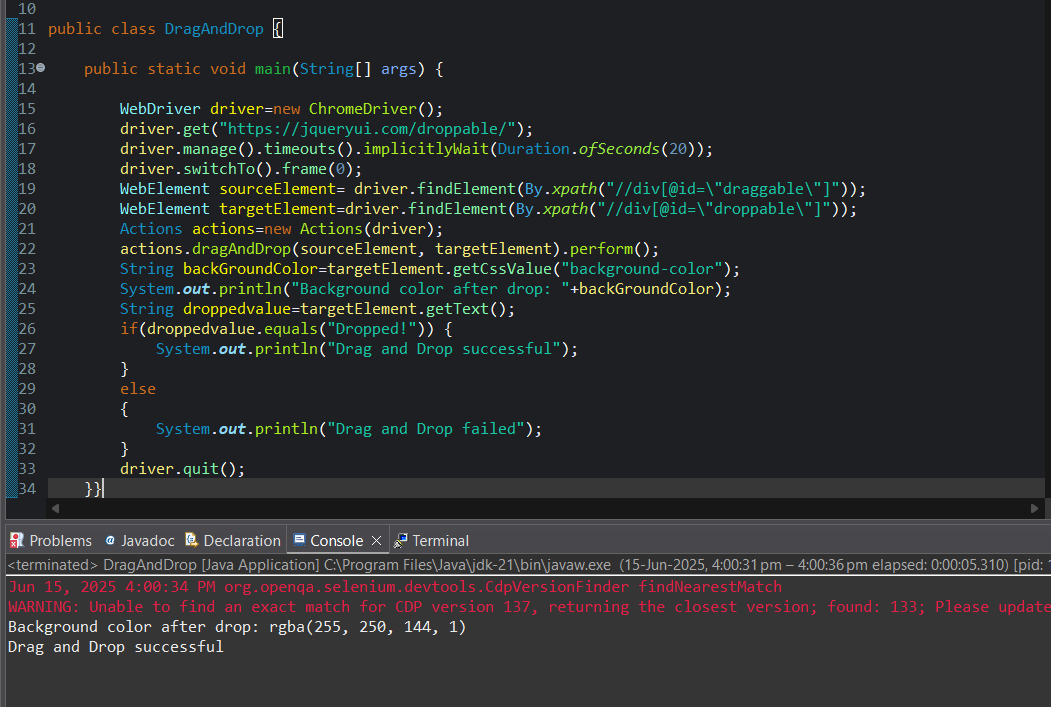 10
11 public class DragAndDrop {
12
13 public static void main(String[] args) {
14
15 WebDriver driver=new ChromeDriver();
16 driver.get("https://jqueryui.com/droppable/");
17 driver.manage().timeouts().implicitlyWait(Duration.ofSeconds(20));
18 driver.switchTo().frame(0);
19 WebElement sourceElement= driver.findElement(By.xpath("//div[@id=\"draggable\"]"));
20 WebElement targetElement=driver.findElement(By.xpath("//div[@id=\"droppable\"]"));
21 Actions actions=new Actions(driver);
22 actions.dragAndDrop(sourceElement, targetElement).perform();
23 String backGroundColor=targetElement.getCssValue("background-color");
24 System.out.println("Background color after drop: "+backGroundColor);
25 String droppedvalue=targetElement.getText();
26 if(droppedvalue.equals("Dropped!")) {
27 System.out.println("Drag and Drop successful");
28 }
29 else
30 {
31 System.out.println("Drag and Drop failed");
32 }
33 driver.quit();
34 }}
Problems @ Javadoc Declaration Console Terminal
<terminated> DragAndDrop [Java Application] C:\Program Files\Java\jdk-21\bin\javaw.exe (15-Jun-2025, 4:00:31 pm – 4:00:36 pm elapsed: 0:00:05.310) [pid: 1
Jun 15, 2025 4:00:34 PM org.openqa.selenium.devtools.CdpVersionFinder findNearestMatch
WARNING: Unable to find an exact match for CDP version 137, returning the closest version; found: 133; Please update
Background color after drop: rgba(255, 250, 144, 1)
Drag and Drop successful